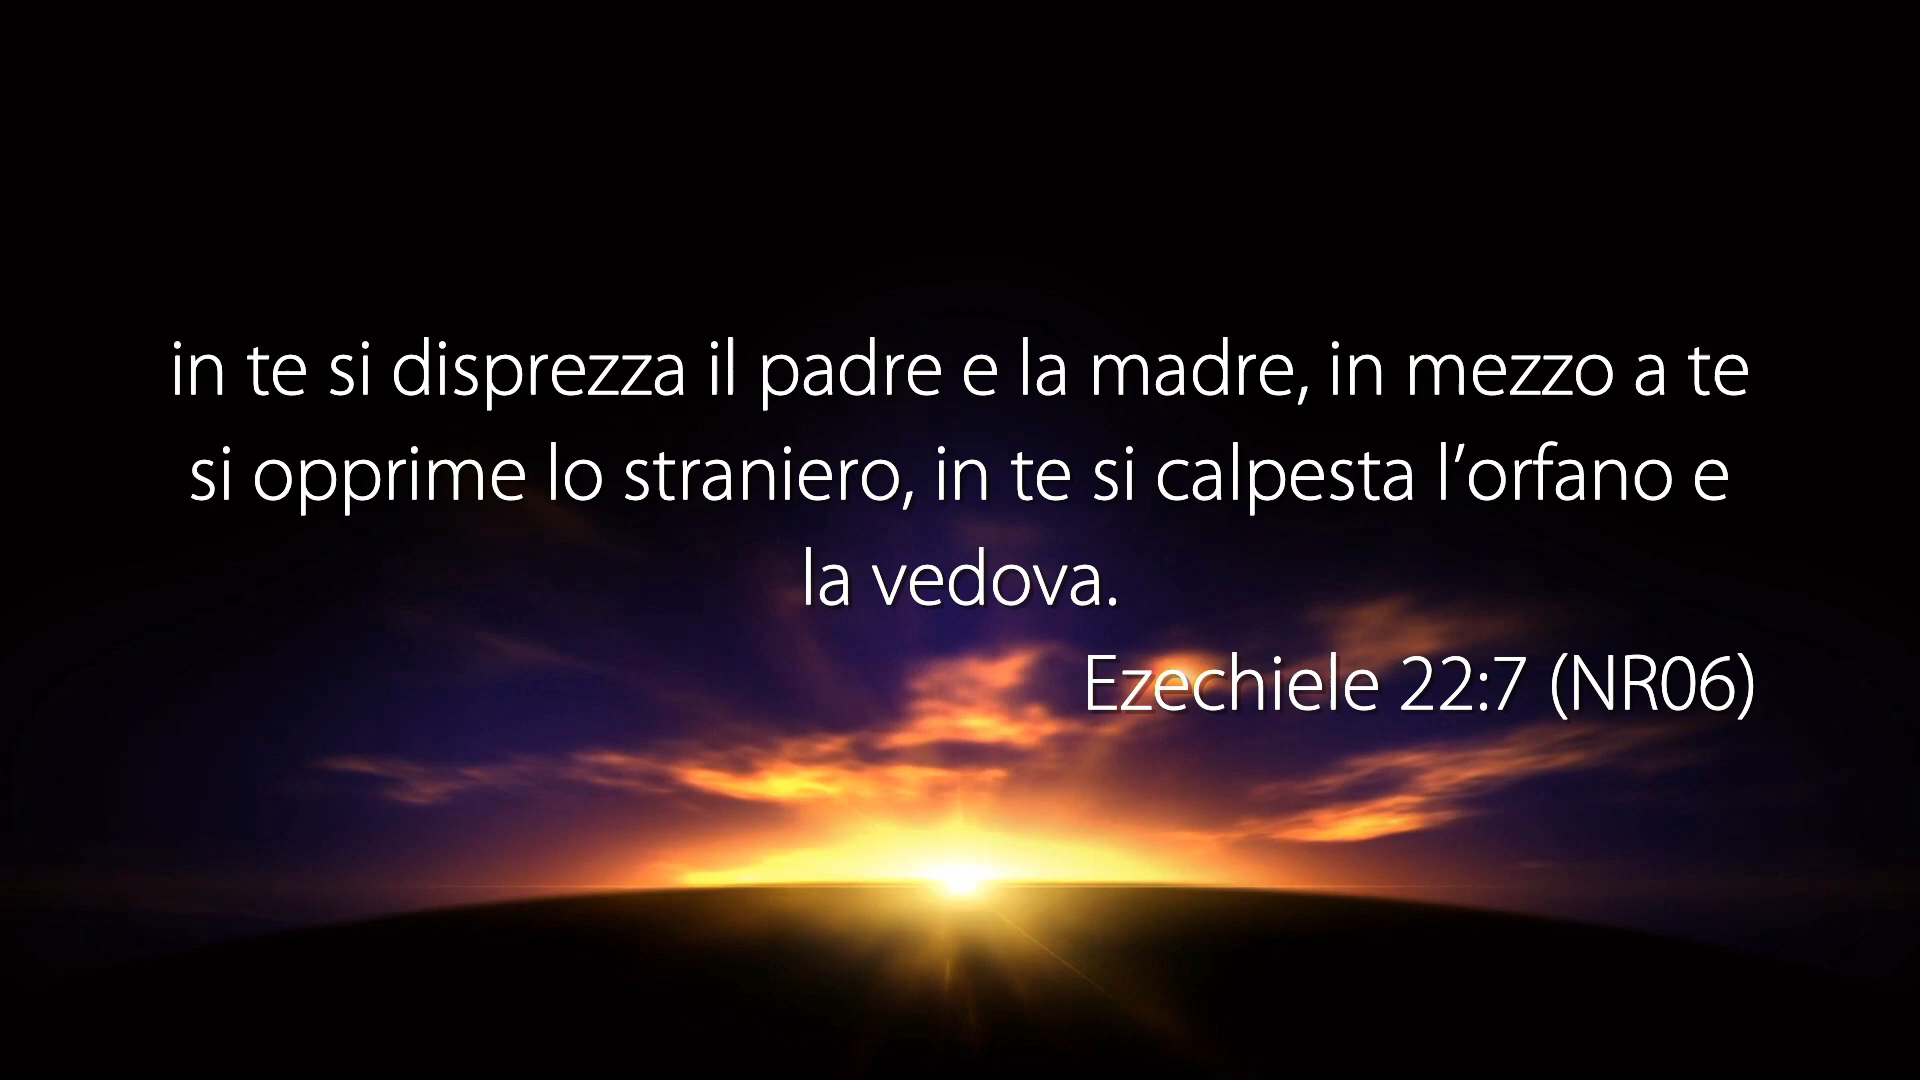 in te si disprezza il padre e la madre, in mezzo a te
si opprime lo straniero, in te si calpesta l’orfano e
la vedova.
Ezechiele 22:7 (NR06)